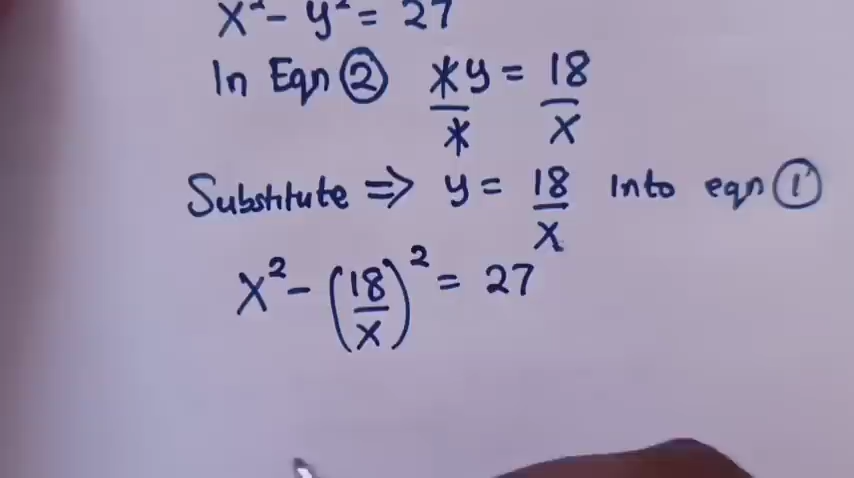 x² - y² = 27
In Eqn ② xy/x = 18/x
Substitute => y = 18/x into eqn ①
x² - (18/x)² = 27